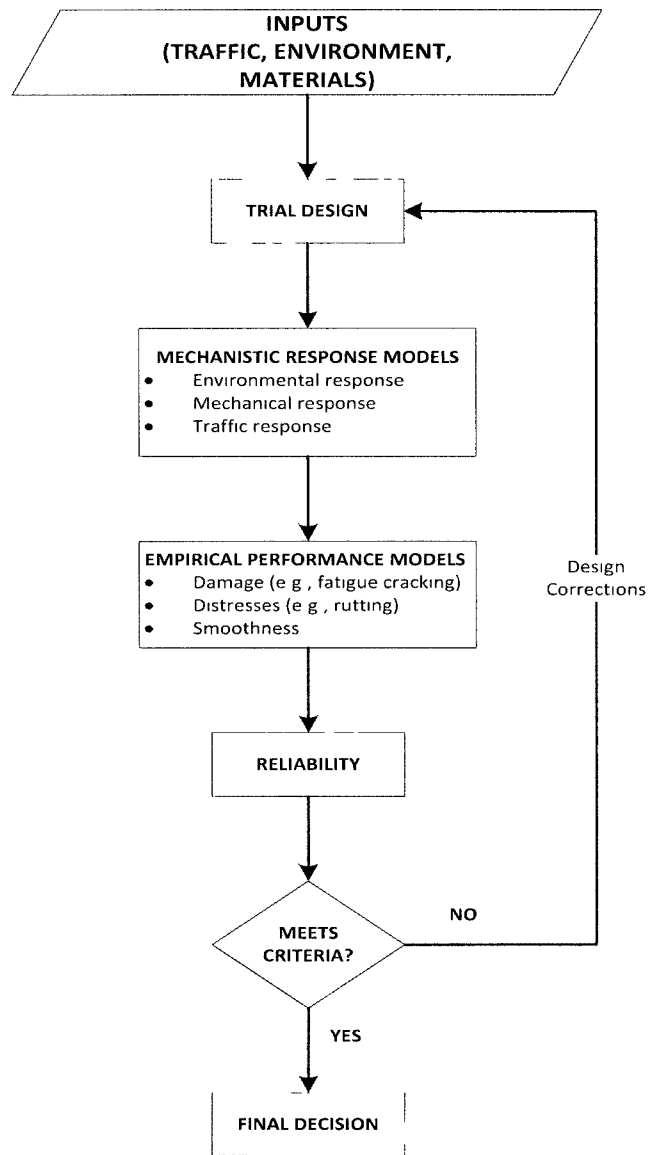 INPUTS
(TRAFFIC, ENVIRONMENT,
MATERIALS)
TRIAL DESIGN
MECHANISTIC RESPONSE MODELS
• Environmental response
• Mechanical response
• Traffic response
EMPIRICAL PERFORMANCE MODELS
• Damage (e g , fatigue cracking)
• Distresses (e g , rutting)
• Smoothness
Design
Corrections
RELIABILITY
MEETS
CRITERIA?
NO
YES
FINAL DECISION